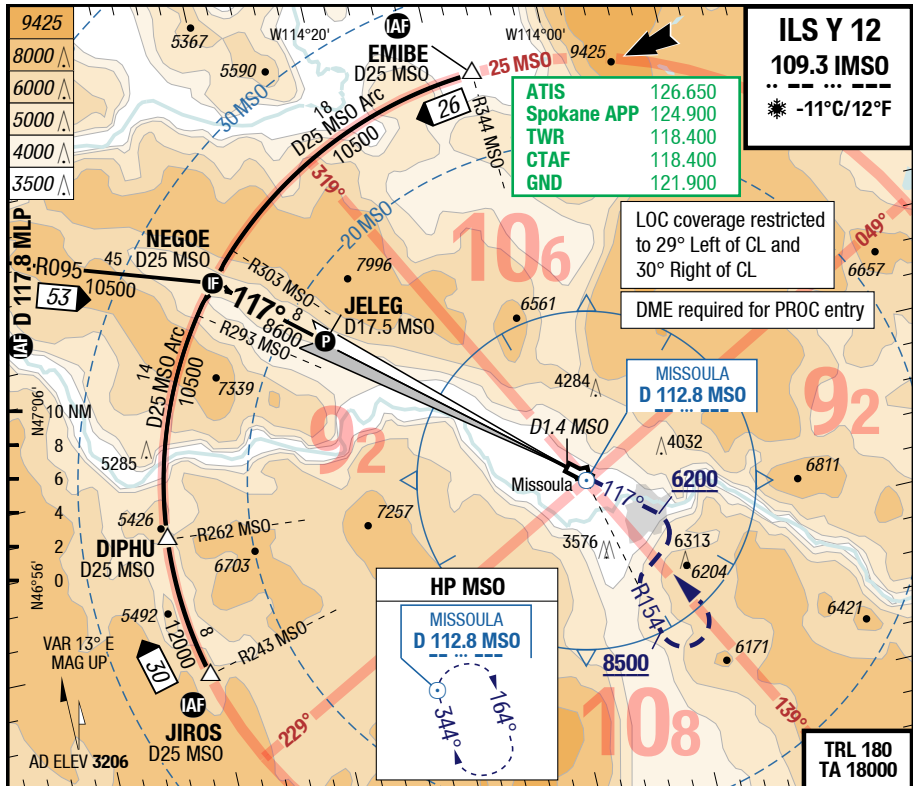 9425
8000
6000
5000
4000
3500
5367
5590
W114°20'
IAF
EMIBE
D25 MSO
25 MSO
W114°00'
9425
ILS Y 12
109.3 IMSO
-11°C/12°F
ATIS 126.650
Spokane APP 124.900
TWR 118.400
CTAF 118.400
GND 121.900
30 MSO
18
D25 MSO Arc
10500
26
R344 MSO
319°
20 MSO
LOC coverage restricted
to 29° Left of CL and
30° Right of CL
DME required for PROC entry
049°
6657
106
D 117.8 MLP
IAF
R095
45
10500
53
NEGOE
D25 MSO
IF
R303 MSO
117°
8
8600
R293 MSO
7996
JELEG
D17.5 MSO
P
6561
14
D25 MSO Arc
10500
7339
4284
MISSOULA
D 112.8 MSO
92
92
N47°06'
10 NM
8
6
4
2
0
N46°56'
5285
D1.4 MSO
Missoula
4032
6811
117°
6200
5426
R262 MSO
DIPHU
D25 MSO
6703
7257
3576
6313
6204
R154
6421
6171
8500
HP MSO
MISSOULA
D 112.8 MSO
344°
164°
5492
12000
8
R243 MSO
30
IAF
JIROS
D25 MSO
229°
139°
108
VAR 13° E
MAG UP
AD ELEV 3206
TRL 180
TA 18000